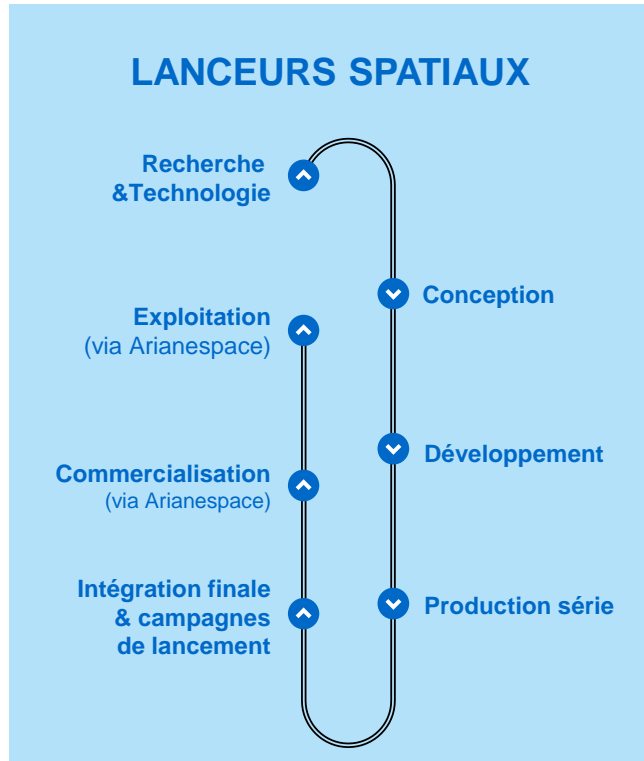 LANCEURS SPATIAUX
Recherche
&Technologie
Conception
Exploitation
(via Arianespace)
Développement
Commercialisation
(via Arianespace)
Intégration finale
& campagnes
de lancement
Production série